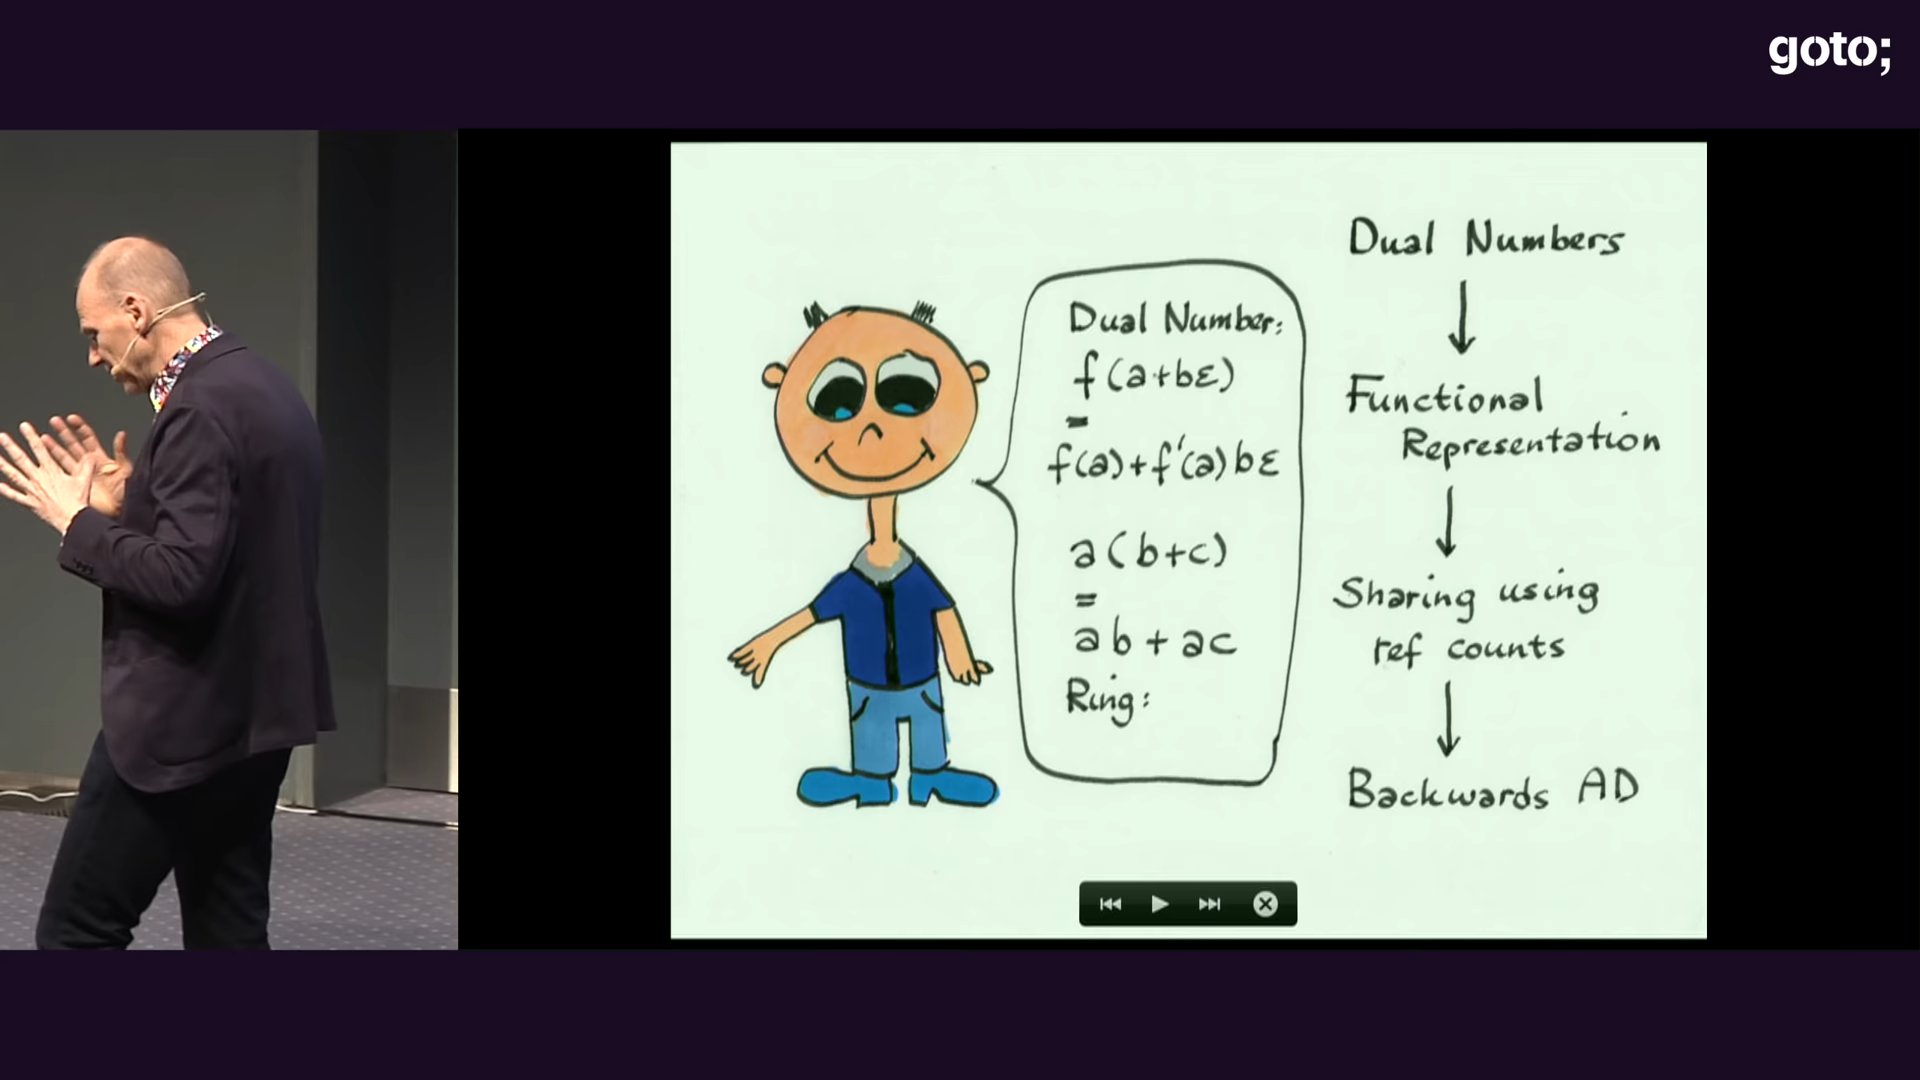 goto;
Dual Number:
f(a+bε)
=
f(a)+f'(a)bε
a(b+c)
=
ab+ac
Ring:
Dual Numbers
↓
Functional
Representation
↓
Sharing using
ref counts
↓
Backwards AD